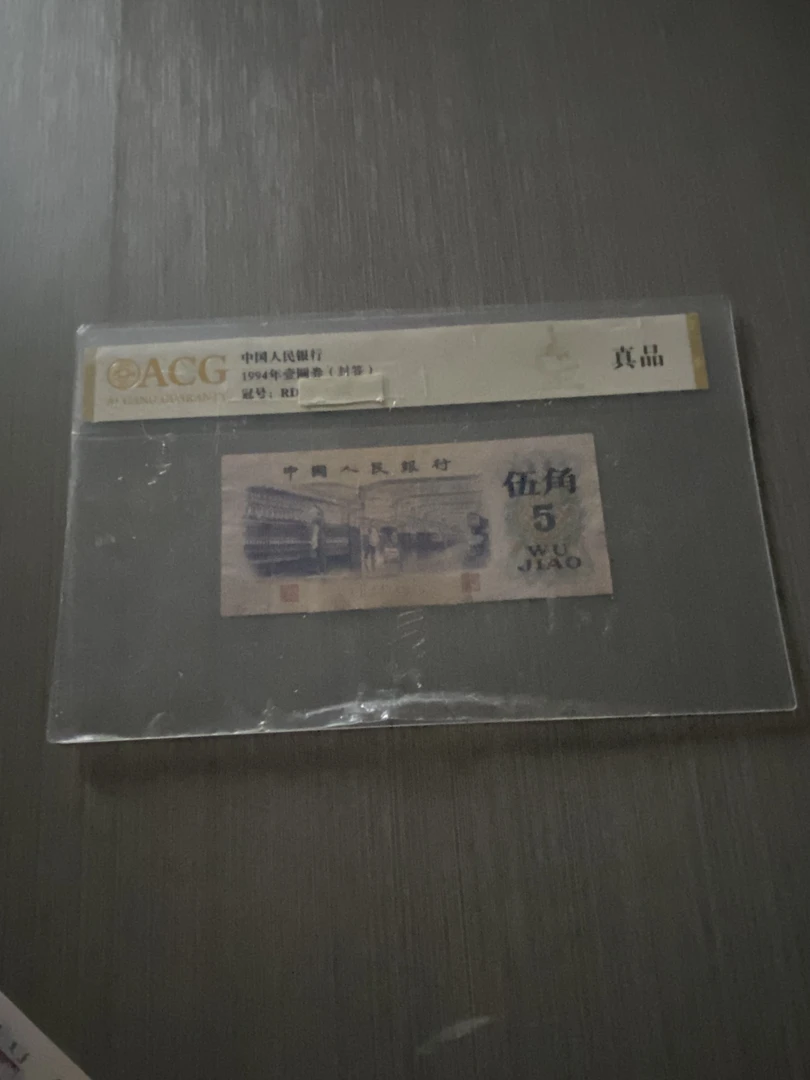 ACG
中国人民银行
1994年壹圆卷（封签）
冠号：RD
真品
中國人民銀行
伍角
5
WU
JIAO